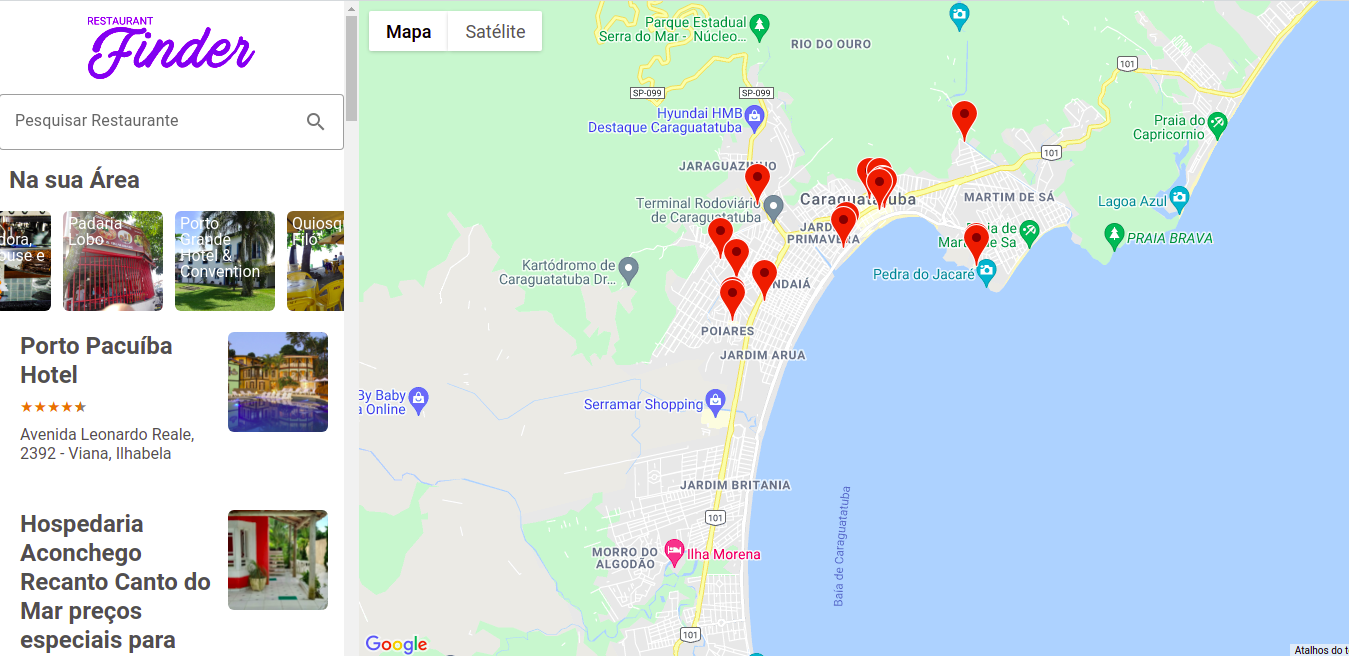 RESTAURANT
Finder
Pesquisar Restaurante
Na sua Área
dora,
ouse e
Padaria
Lobo
Porto
Grande
Hotel &
Convention
Quiosq
Filó
Porto Pacuíba
Hotel
★★★★★
Avenida Leonardo Reale,
2392 - Viana, Ilhabela
Hospedaria
Aconchego
Recanto Canto do
Mar preços
especiais para
Mapa
Satélite
Parque Estadual
Serra do Mar - Núcleo...
RIO DO OURO
101
SP-099
SP-099
Hyundai HMB
Destaque Caraguatatuba
Praia do
Capricornio
101
JARAGUAZINHO
Terminal Rodoviário
de Caraguatatuba
Caraguatatuba
MARTIM DE SÁ
Lagoa Azul
JARD
PRIMAVERA
Praia de
Martim de Sa
PRAIA BRAVA
Kartódromo de
Caraguatatuba Dr...
Pedra do Jacaré
NDAIÁ
POIARES
JARDIM ARUA
By Baby
a Online
Serramar Shopping
JARDIM BRITANIA
Baia de Caraguatatuba
101
MORRO DO
ALGODÃO
Ilha Morena
101
Google
Atalhos do t